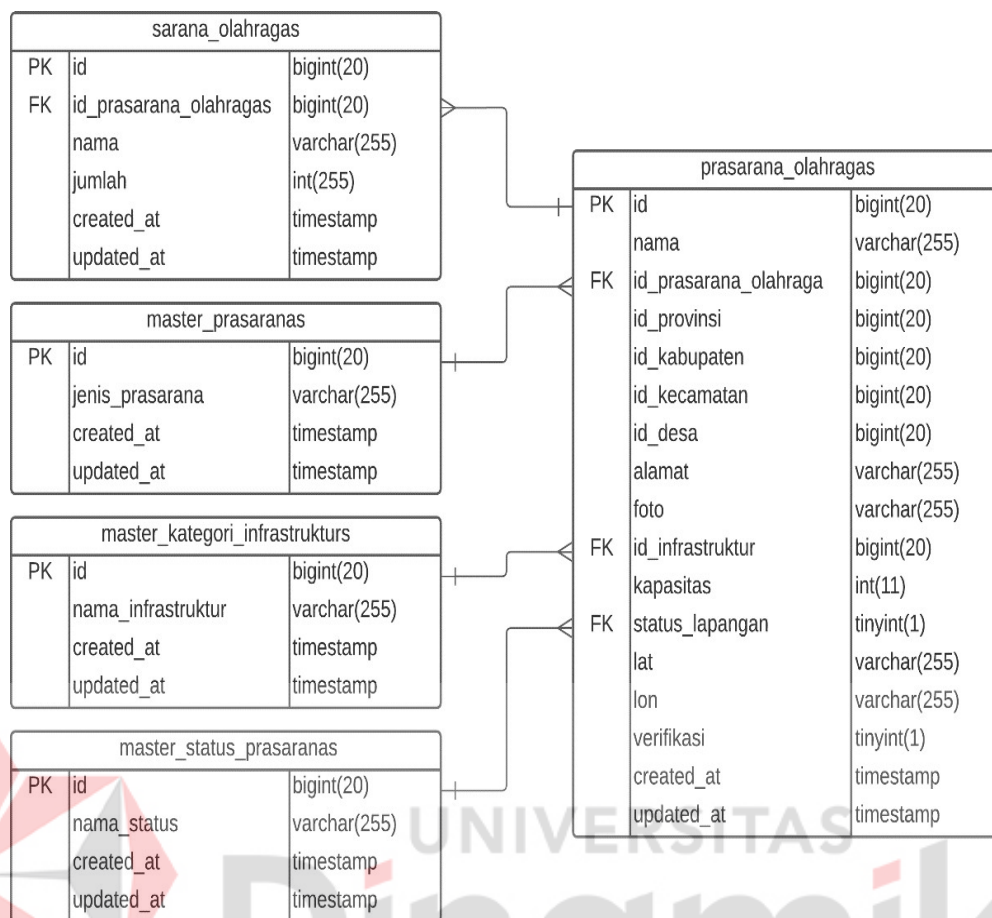 sarana_olahragas
PK id bigint(20)
FK id_prasarana_olahragas bigint(20)
nama varchar(255)
jumlah int(255)
created_at timestamp
updated_at timestamp
master_prasaranas
PK id bigint(20)
jenis_prasarana varchar(255)
created_at timestamp
updated_at timestamp
master_kategori_infrastrukturs
PK id bigint(20)
nama_infrastruktur varchar(255)
created_at timestamp
updated_at timestamp
master_status_prasaranas
PK id bigint(20)
nama_status varchar(255)
created_at timestamp
updated_at timestamp
prasarana_olahragas
PK id bigint(20)
nama varchar(255)
FK id_prasarana_olahraga bigint(20)
id_provinsi bigint(20)
id_kabupaten bigint(20)
id_kecamatan bigint(20)
id_desa bigint(20)
alamat varchar(255)
foto varchar(255)
FK id_infrastruktur bigint(20)
kapasitas int(11)
FK status_lapangan tinyint(1)
lat varchar(255)
lon varchar(255)
verifikasi tinyint(1)
created_at timestamp
updated_at timestamp
UNIVERSITAS